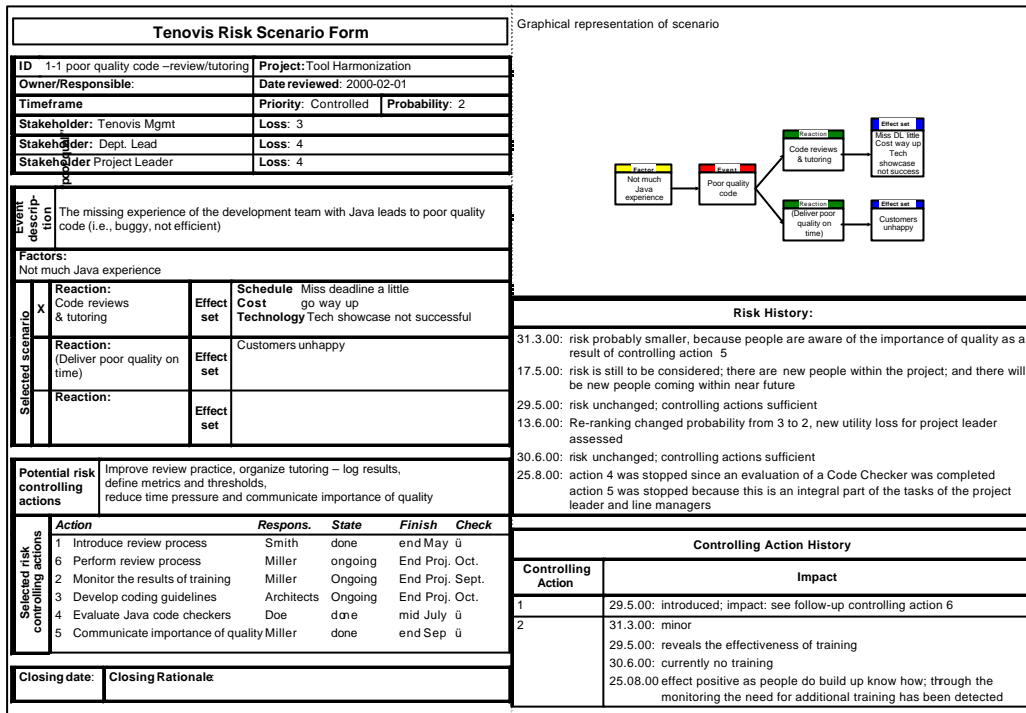 Tenovis Risk Scenario Form
ID 1-1 poor quality code –review/tutoring Project: Tool Harmonization
Owner/Responsible: Date reviewed: 2000-02-01
Timeframe Priority: Controlled Probability: 2
Stakeholder: Tenovis Mgmt Loss: 3
Stakeholder: Dept. Lead Loss: 4
Stakeholder Project Leader Loss: 4
Event
descrip-
tion
The missing experience of the development team with Java leads to poor quality
code (i.e., buggy, not efficient)
Factors:
Not much Java experience
Selected scenario
X
Reaction:
Code reviews
& tutoring
Effect
set
Schedule Miss deadline a little
Cost go way up
Technology Tech showcase not successful
Reaction:
(Deliver poor quality on
time)
Effect
set
Customers unhappy
Reaction:
Effect
set
Potential risk
controlling
actions
Improve review practice, organize tutoring – log results,
define metrics and thresholds,
reduce time pressure and communicate importance of quality
Selected risk
controlling actions
Action Respons. State Finish Check
1 Introduce review process Smith done end May ü
6 Perform review process Miller ongoing End Proj. Oct.
2 Monitor the results of training Miller Ongoing End Proj. Sept.
3 Develop coding guidelines Architects Ongoing End Proj. Oct.
4 Evaluate Java code checkers Doe done mid July ü
5 Communicate importance of quality Miller done end Sep ü
Closing date: Closing Rationale:
Graphical representation of scenario
Factor
Not much
Java
experience
Event
Poor quality
code
Reaction
Code reviews
& tutoring
Effect set
Miss DL little
Cost way up
Tech
showcase
not success
Reaction
(Deliver poor
quality on
time)
Effect set
Customers
unhappy
Risk History:
31.3.00: risk probably smaller, because people are aware of the importance of quality as a
result of controlling action 5
17.5.00: risk is still to be considered; there are new people within the project; and there will
be new people coming within near future
29.5.00: risk unchanged; controlling actions sufficient
13.6.00: Re-ranking changed probability from 3 to 2, new utility loss for project leader
assessed
30.6.00: risk unchanged; controlling actions sufficient
25.8.00: action 4 was stopped since an evaluation of a Code Checker was completed
action 5 was stopped because this is an integral part of the tasks of the project
leader and line managers
Controlling Action History
Controlling
Action
Impact
1 29.5.00: introduced; impact: see follow-up controlling action 6
2 31.3.00: minor
29.5.00: reveals the effectiveness of training
30.6.00: currently no training
25.08.00 effect positive as people do build up know how; through the
monitoring the need for additional training has been detected